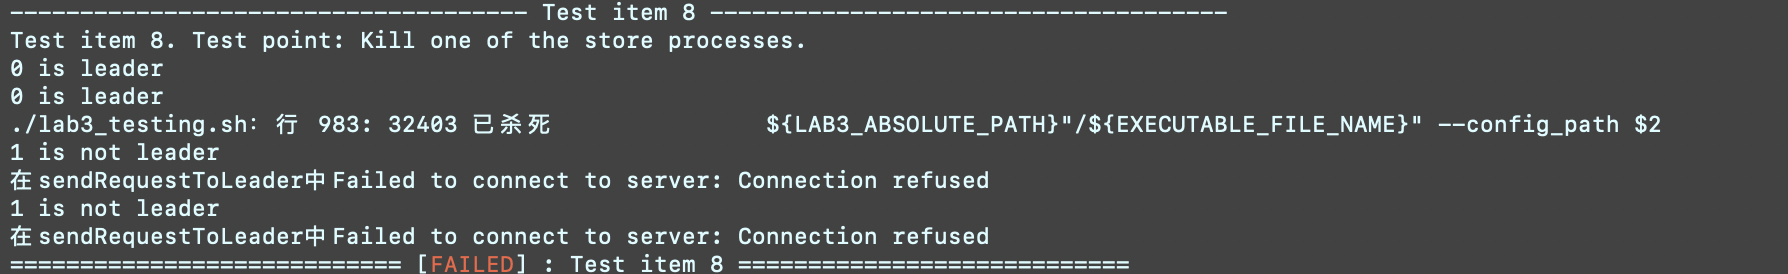 ------------------------------------- Test item 8 -------------------------------------
Test item 8. Test point: Kill one of the store processes.
0 is leader
0 is leader
./lab3_testing.sh: 行 983: 32403 已杀死               ${LAB3_ABSOLUTE_PATH}"/${EXECUTABLE_FILE_NAME}" --config_path $2
1 is not leader
在sendRequestToLeader中Failed to connect to server: Connection refused
1 is not leader
在sendRequestToLeader中Failed to connect to server: Connection refused
============================ [FAILED] : Test item 8 ============================